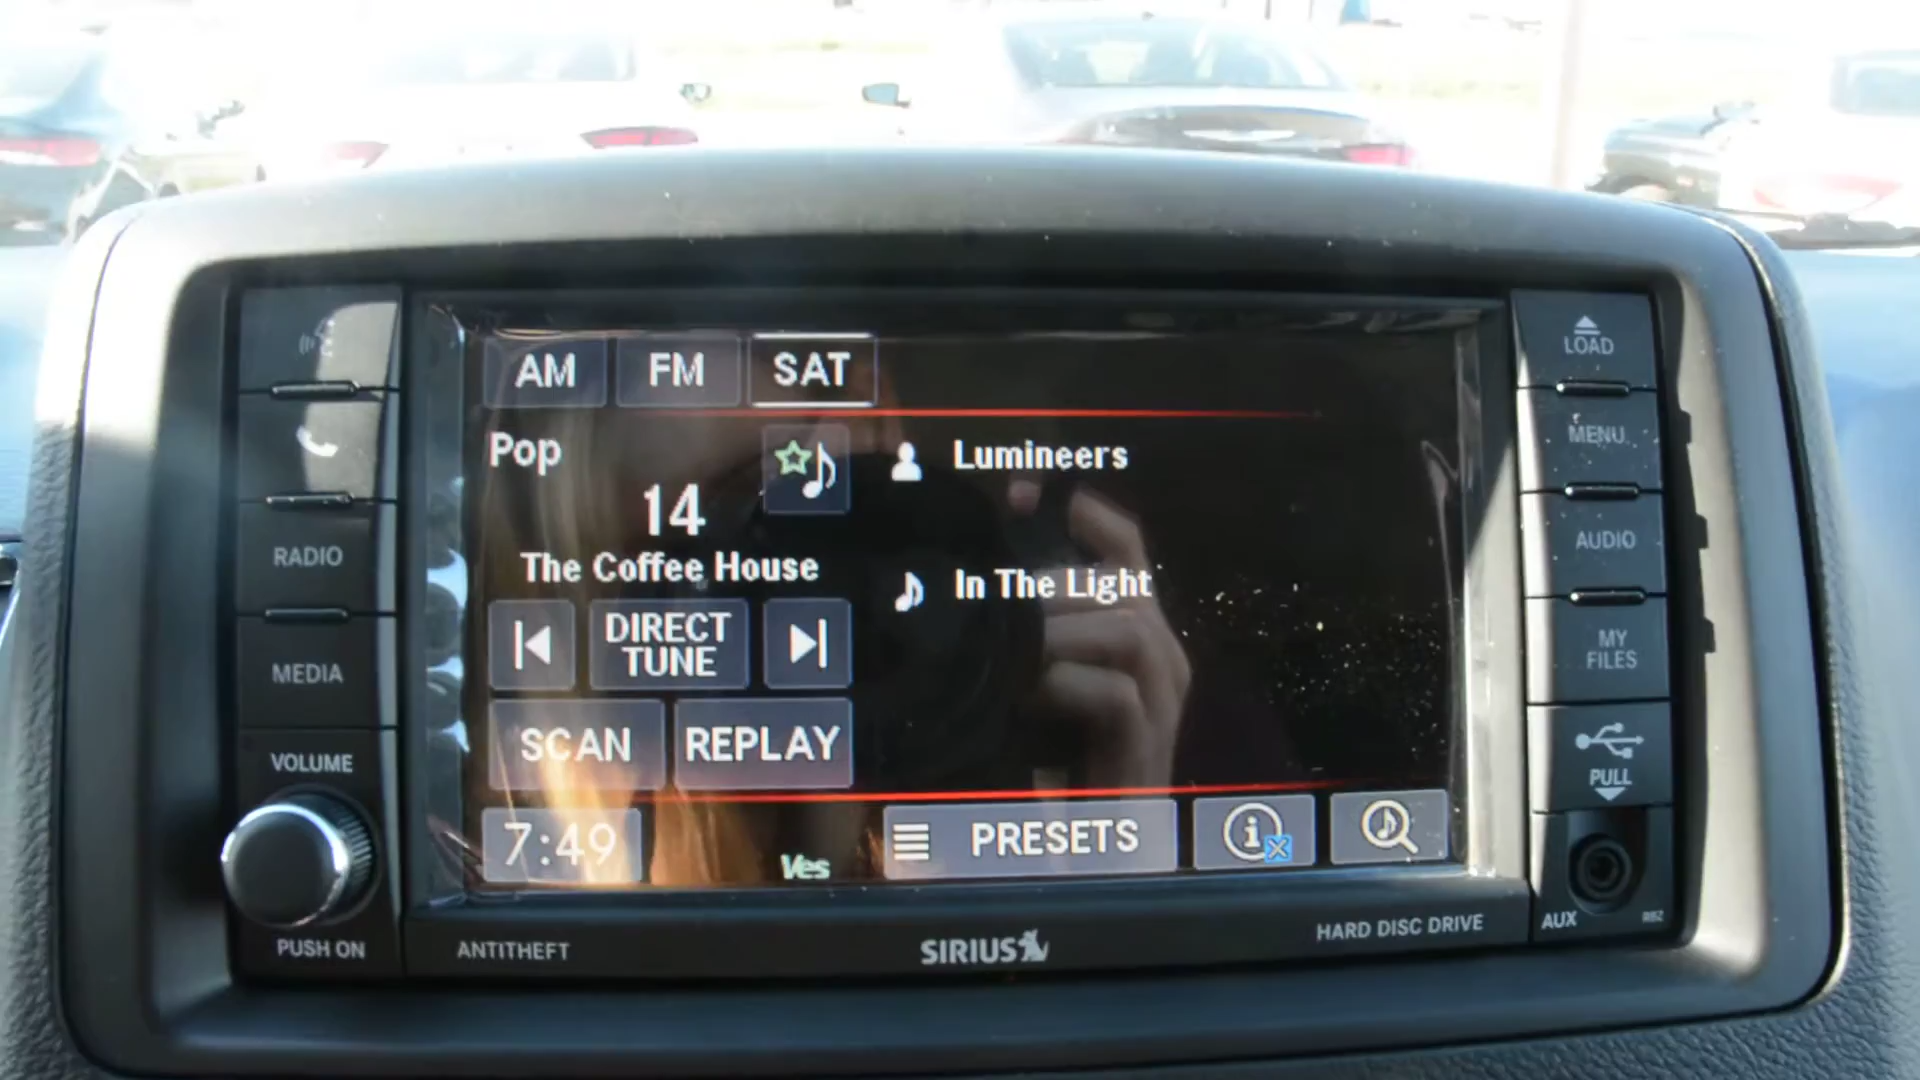 AM FM SAT
Pop
14
The Coffee House
DIRECT
TUNE
SCAN REPLAY
7:49
Ves
PRESETS
Lumineers
In The Light
RADIO
MEDIA
VOLUME
PUSH ON
LOAD
MENU
AUDIO
MY
FILES
PULL
AUX
RBZ
ANTITHEFT
SIRIUS
HARD DISC DRIVE